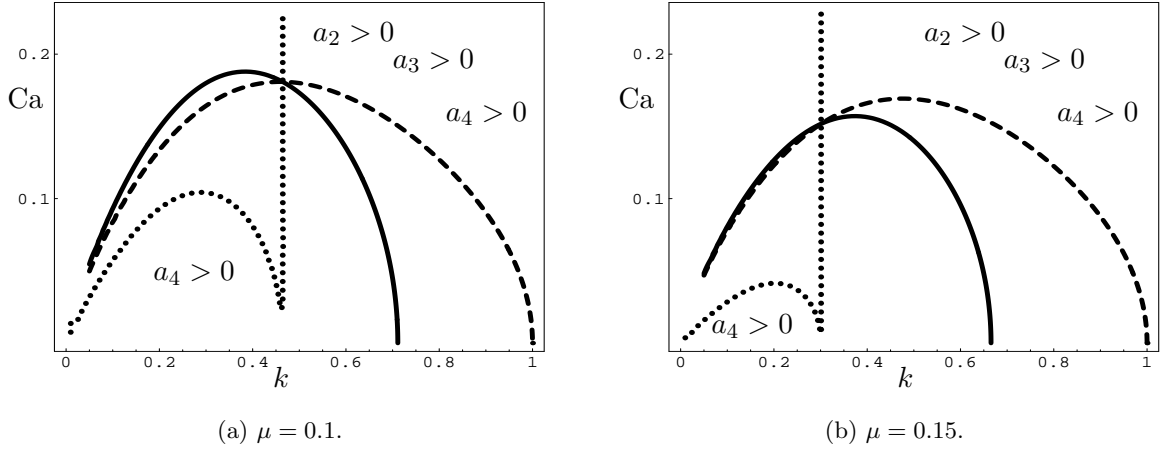 0.2
Ca
0.1
a₂ > 0
a₃ > 0
a₄ > 0
a₄ > 0
0 0.2 0.4 0.6 0.8 1
k
(a) μ = 0.1.
0.2
Ca
0.1
a₂ > 0
a₃ > 0
a₄ > 0
a₄ > 0
0 0.2 0.4 0.6 0.8 1
k
(b) μ = 0.15.